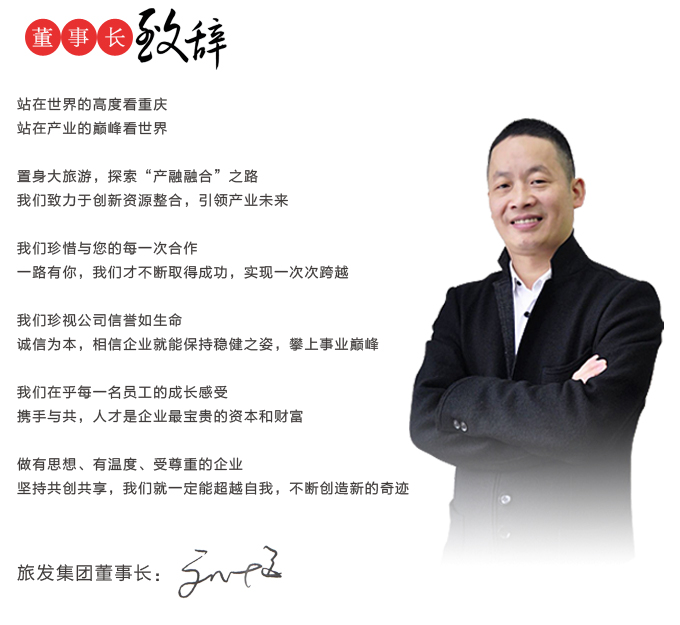 董事长致辞
站在世界的高度看重庆
站在产业的巅峰看世界
置身大旅游，探索“产融融合”之路
我们致力于创新资源整合，引领产业未来
我们珍惜与您的每一次合作
一路有你，我们才不断取得成功，实现一次次跨越
我们珍视公司信誉如生命
诚信为本，相信企业就能保持稳健之姿，攀上事业巅峰
我们在乎每一名员工的成长感受
携手与共，人才是企业最宝贵的资本和财富
做有思想、有温度、受尊重的企业
坚持共创共享，我们就一定能超越自我，不断创造新的奇迹
旅发集团董事长：